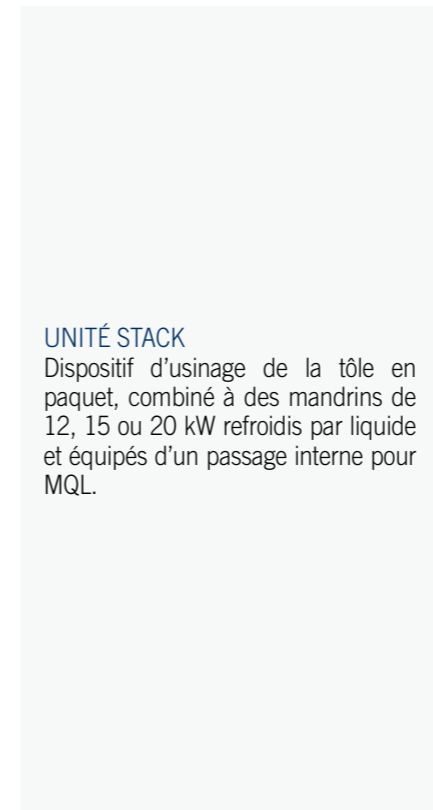 UNITÉ STACK
Dispositif d’usinage de la tôle en
paquet, combiné à des mandrins de
12, 15 ou 20 kW refroidis par liquide
et équipés d’un passage interne pour
MQL.